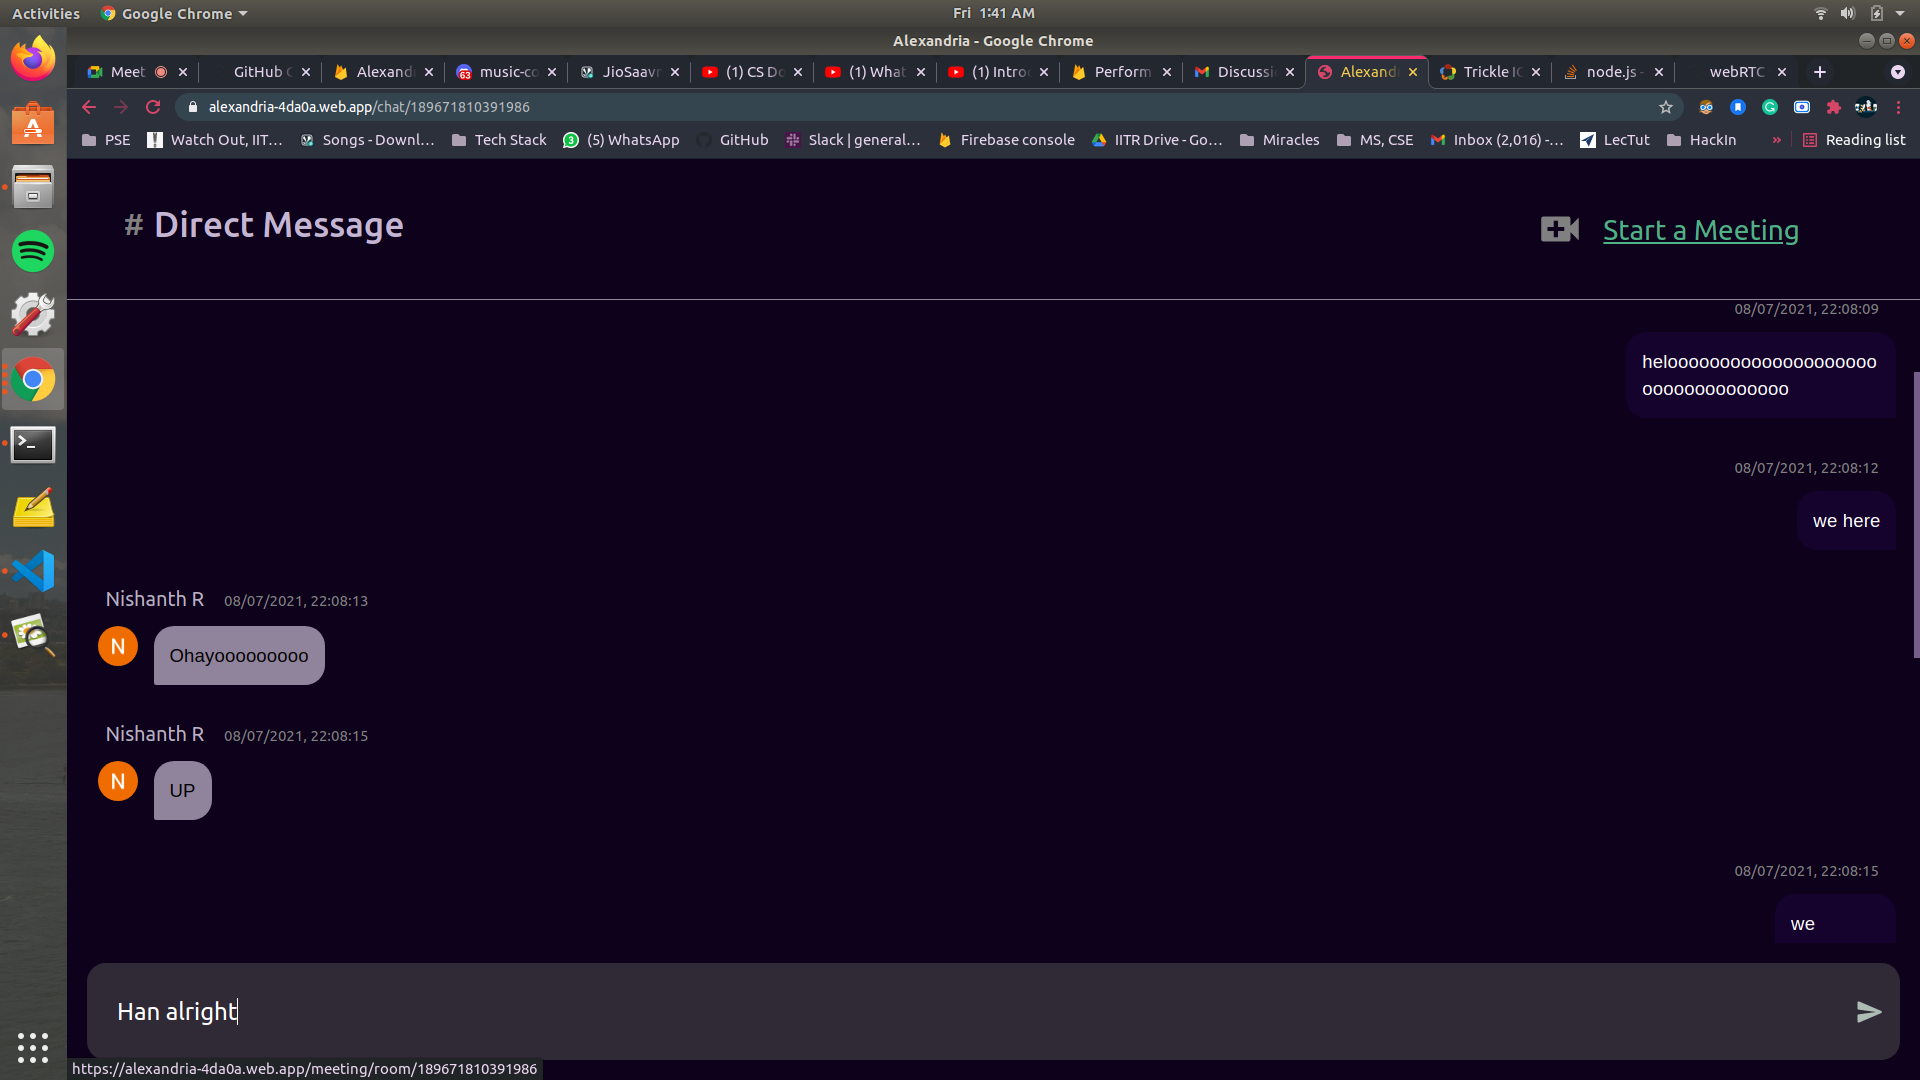 Activities
Google Chrome
Fri 1:41 AM
Alexandria - Google Chrome
Meet
GitHub
Alexand
music-co
63
JioSaavn
(1) CS Do
(1) What
(1) Intro
Perform
Discussi
Alexand
Trickle IC
node.js -
webRTC
alexandria-4da0a.web.app/chat/189671810391986
PSE
Watch Out, IIT...
Songs - Downl...
Tech Stack
3
(5) WhatsApp
GitHub
Slack | general...
Firebase console
IITR Drive - Go...
Miracles
MS, CSE
Inbox (2,016) -...
LecTut
HackIn
»
Reading list
# Direct Message
Start a Meeting
08/07/2021, 22:08:09
heloooooooooooooooooooo
oooooooooooooo
08/07/2021, 22:08:12
we here
Nishanth R 08/07/2021, 22:08:13
N
Ohayooooooooo
Nishanth R 08/07/2021, 22:08:15
N
UP
08/07/2021, 22:08:15
we
Han alright
https://alexandria-4da0a.web.app/meeting/room/189671810391986